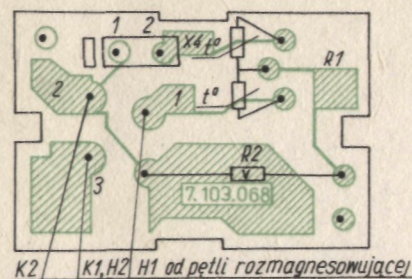 1 2
X4
t°
R1
2
1
t°
R2
7.103.068
3
K2 K1,H2 H1 od pętli rozmagnesowującej